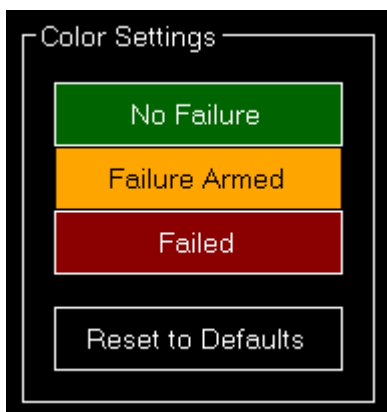 Color Settings
No Failure
Failure Armed
Failed
Reset to Defaults